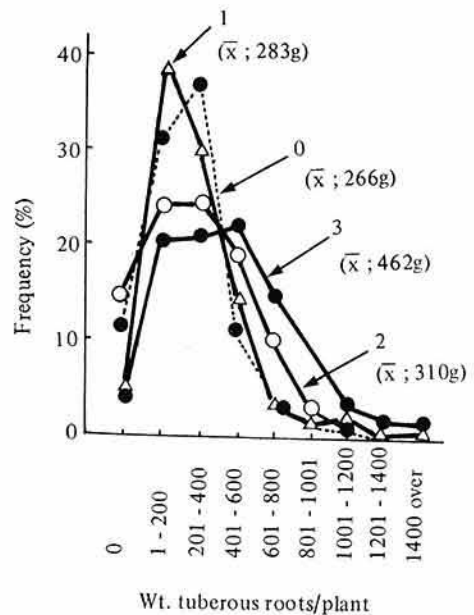 1
(x̄ ; 283g)
0
(x̄ ; 266g)
3
(x̄ ; 462g)
2
(x̄ ; 310g)
Frequency (%)
40
30
20
10
0
0
1 - 200
201 - 400
401 - 600
601 - 800
801 - 1001
1001 - 1200
1201 - 1400
1400 over
Wt. tuberous roots/plant